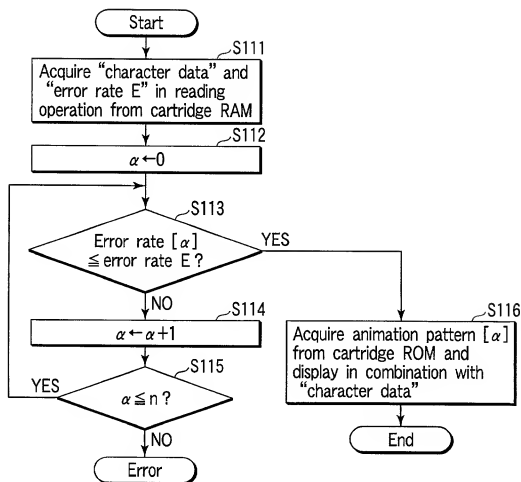 Start
S111
Acquire “character data” and
“error rate E” in reading
operation from cartridge RAM
S112
α←0
S113
Error rate [α]
≦ error rate E ?
YES
NO
S114
α← α+1
S115
YES
α≦n ?
NO
Error
S116
Acquire animation pattern [α]
from cartridge ROM and
display in combination with
“character data”
End